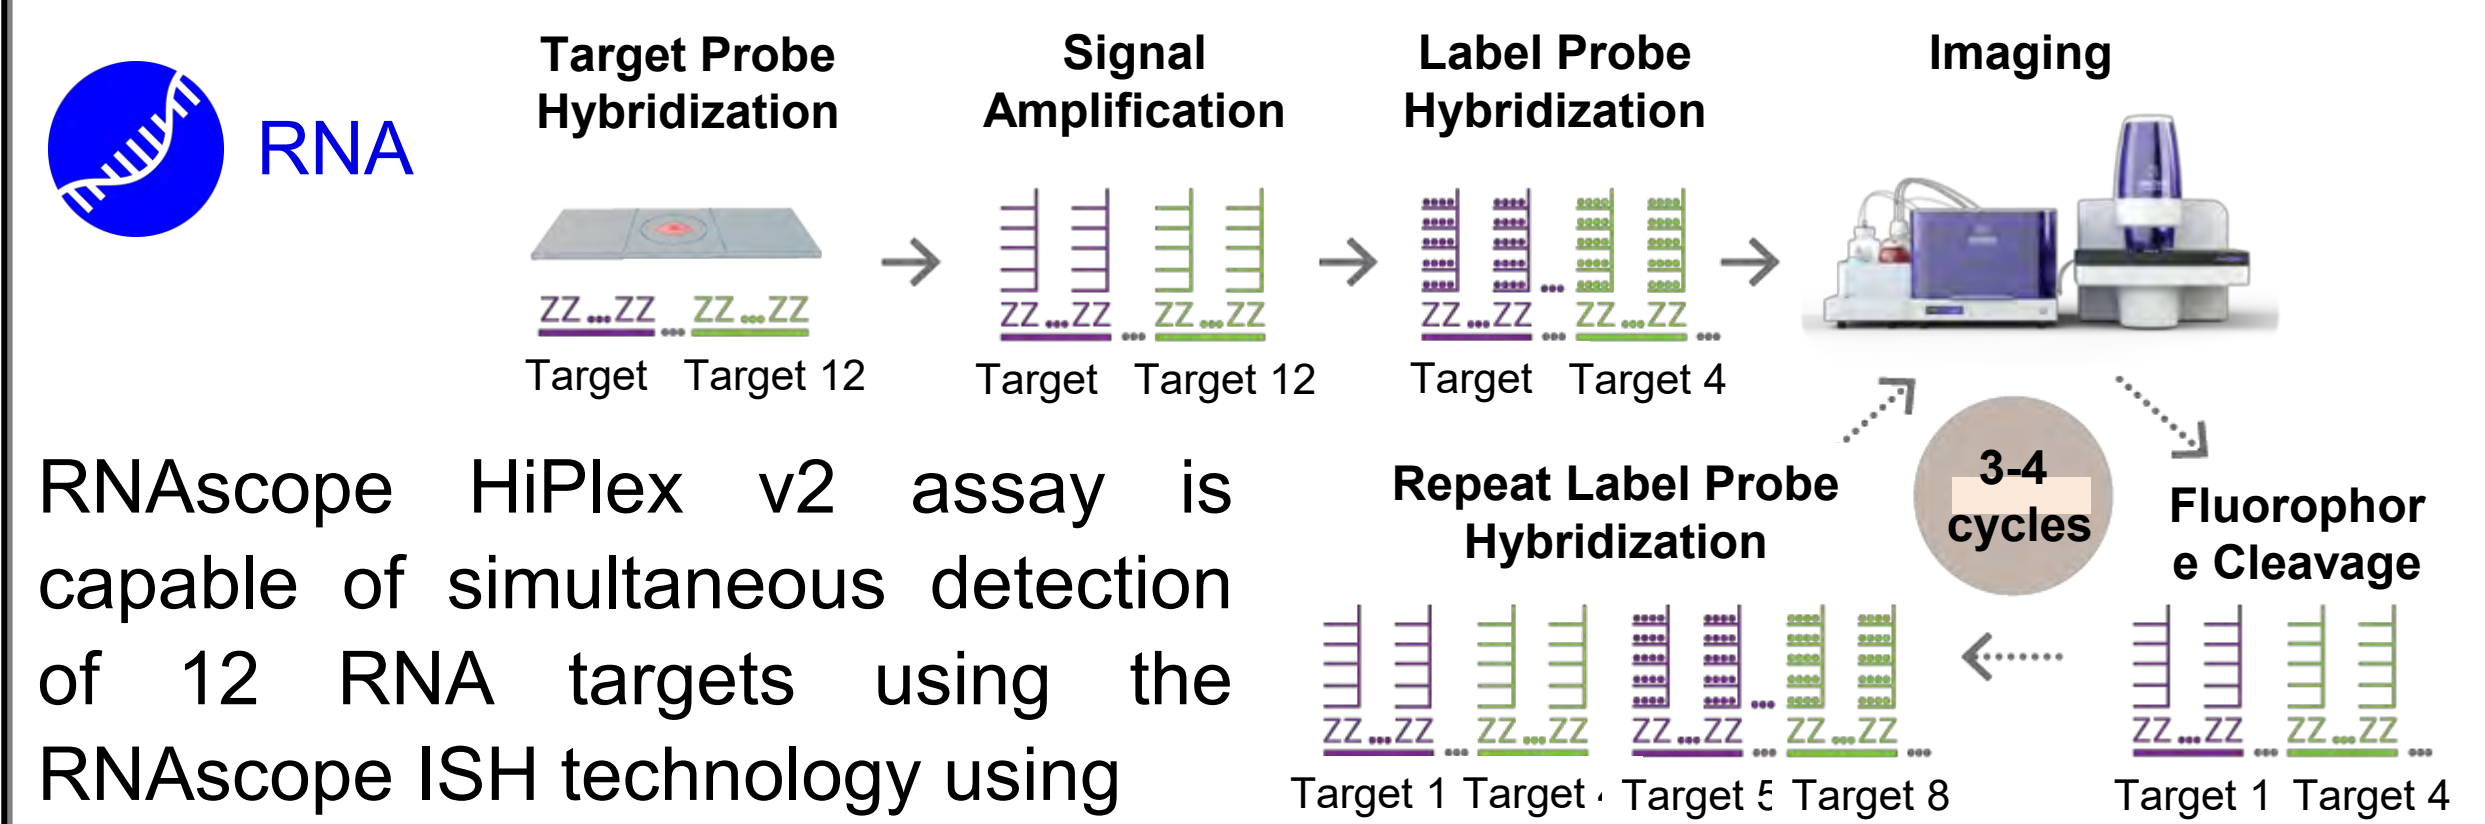 RNA
Target Probe
Hybridization
Signal
Amplification
Label Probe
Hybridization
Imaging
ZZ...ZZ ... ZZ...ZZ
Target Target 12
ZZ...ZZ ... ZZ...ZZ
Target Target 12
ZZ...ZZ ... ZZ...ZZ ...
Target Target 4
RNAscope HiPlex v2 assay is
capable of simultaneous detection
of 12 RNA targets using the
RNAscope ISH technology using
3-4
cycles
Fluorophor
e Cleavage
ZZ...ZZ ... ZZ...ZZ ...
Target 1 Target 4
Repeat Label Probe
Hybridization
ZZ...ZZ ... ZZ...ZZ ZZ...ZZ ... ZZ...ZZ ...
Target 1 Target Target 5 Target 8